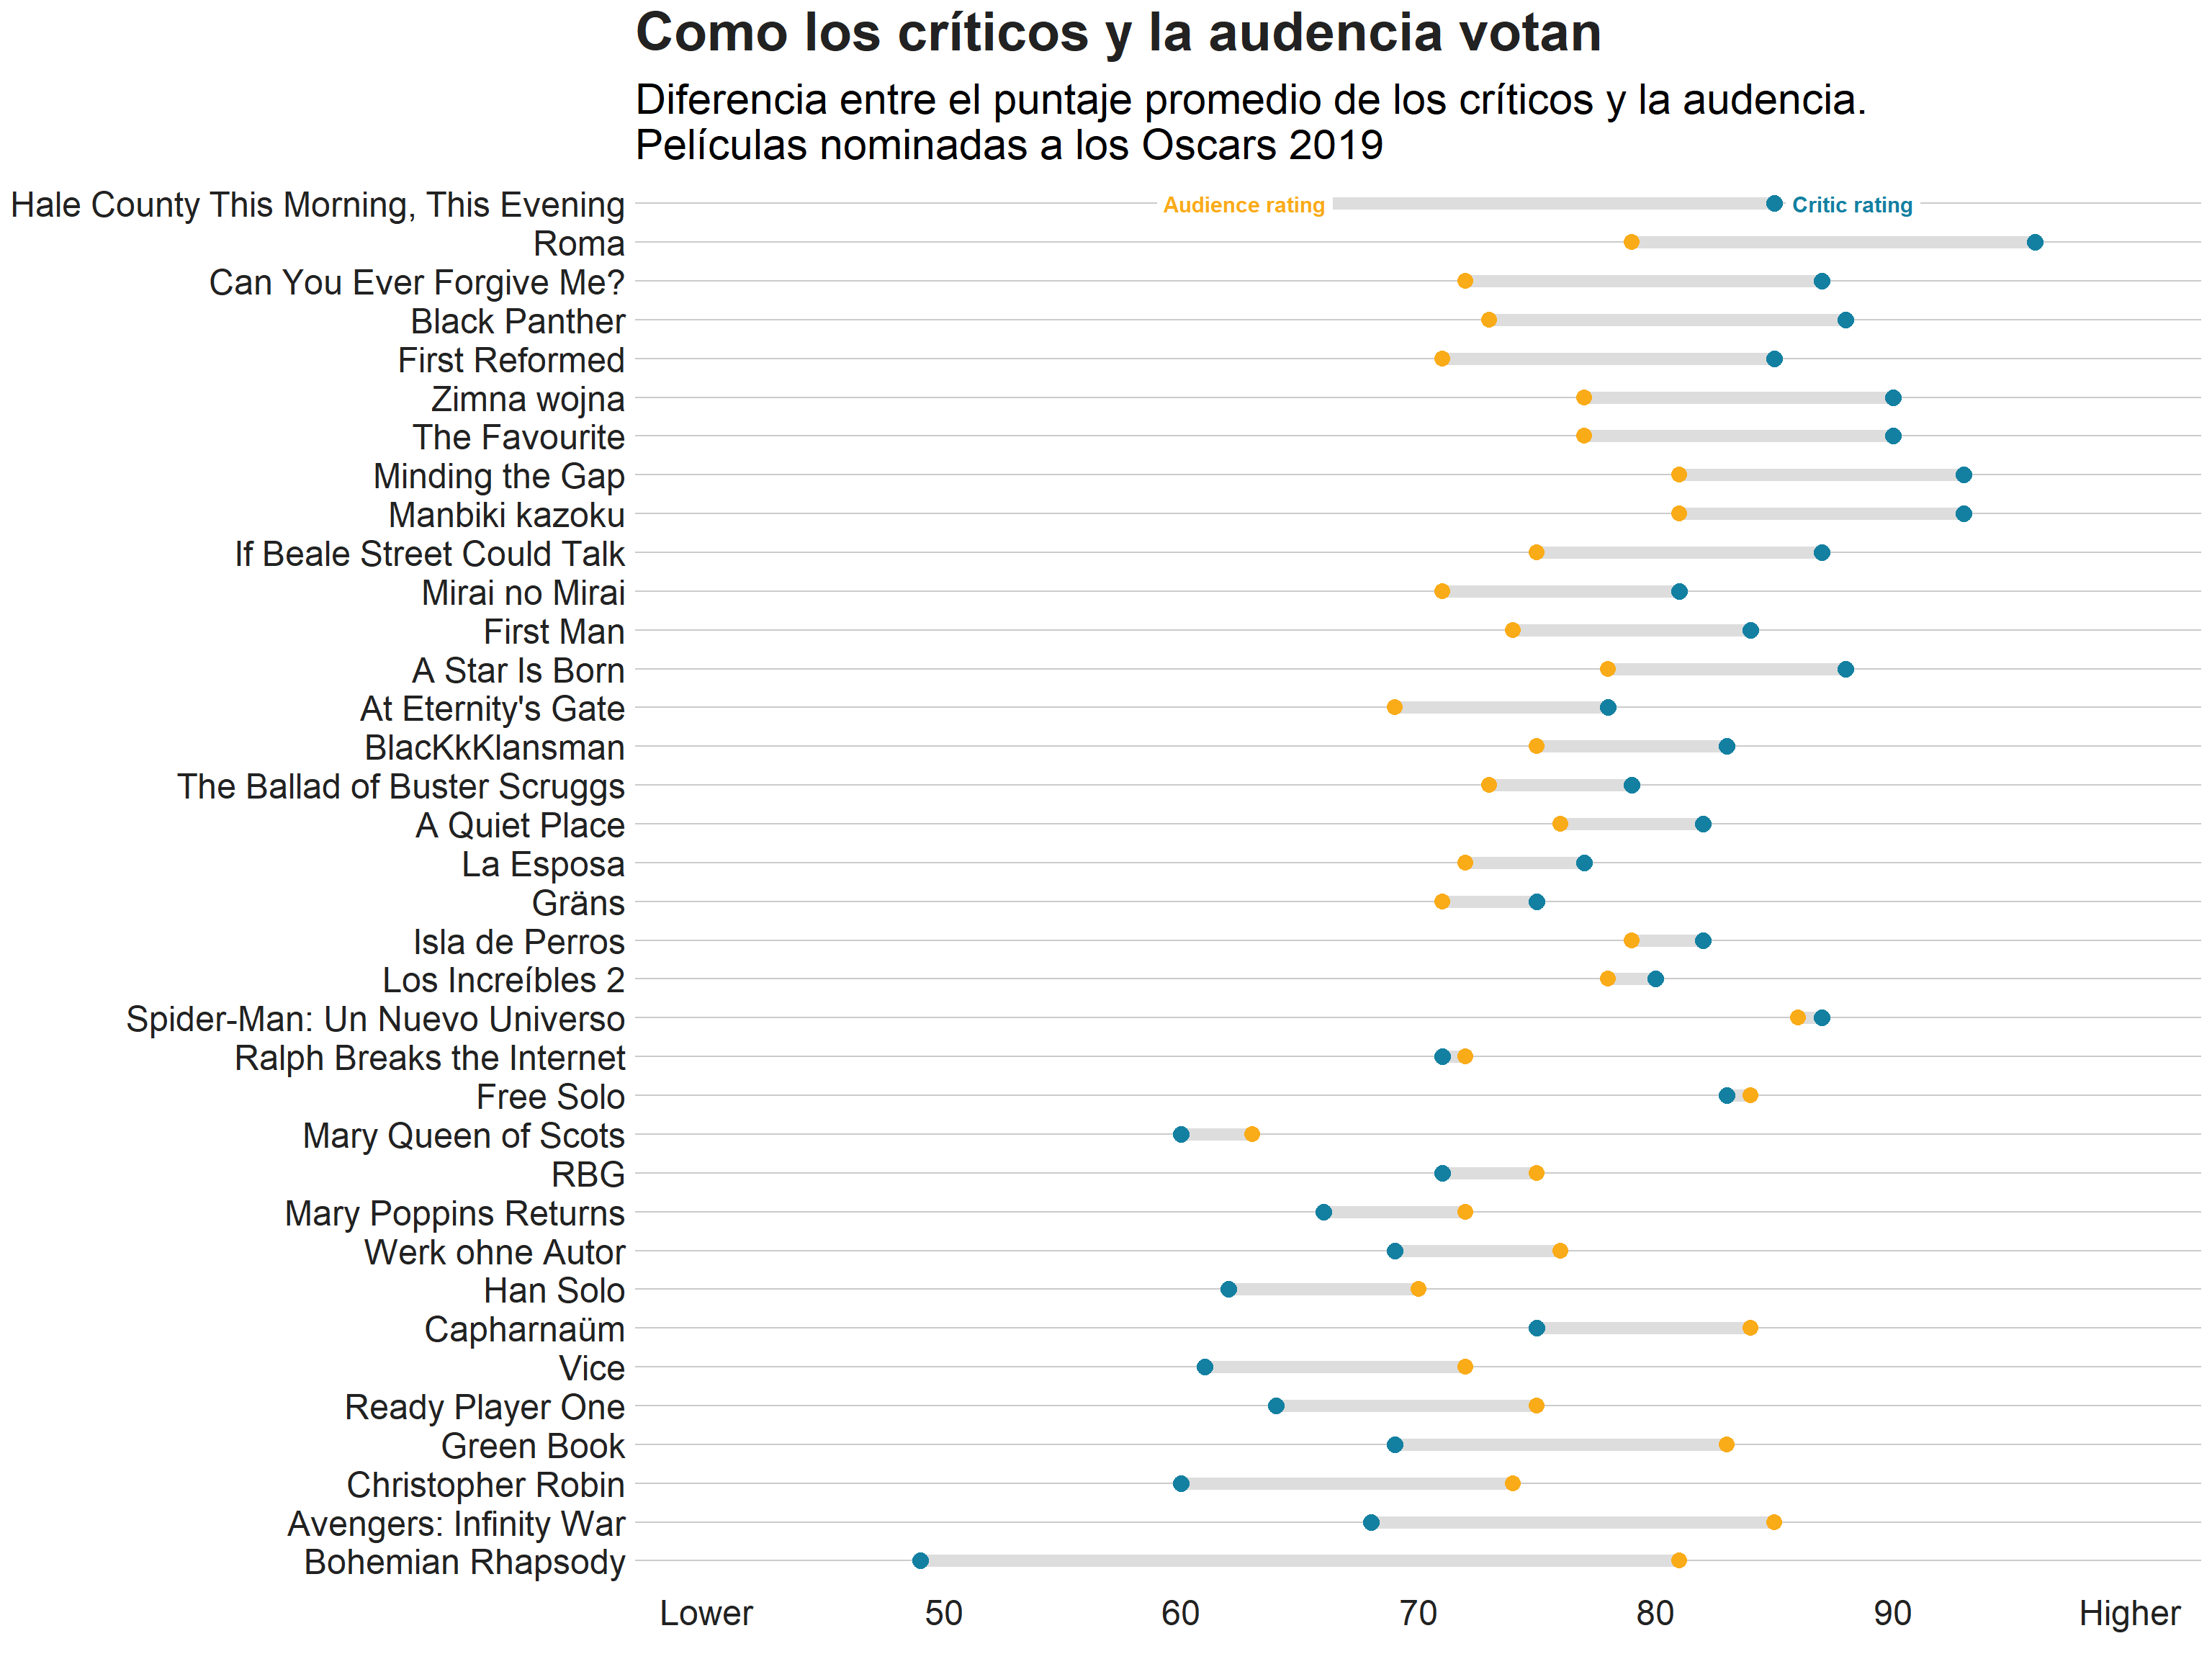 Como los críticos y la audencia votan
Diferencia entre el puntaje promedio de los críticos y la audencia.
Películas nominadas a los Oscars 2019
Hale County This Morning, This Evening
Audience rating
Critic rating
Roma
Can You Ever Forgive Me?
Black Panther
First Reformed
Zimna wojna
The Favourite
Minding the Gap
Manbiki kazoku
If Beale Street Could Talk
Mirai no Mirai
First Man
A Star Is Born
At Eternity's Gate
BlacKkKlansman
The Ballad of Buster Scruggs
A Quiet Place
La Esposa
Gräns
Isla de Perros
Los Increíbles 2
Spider-Man: Un Nuevo Universo
Ralph Breaks the Internet
Free Solo
Mary Queen of Scots
RBG
Mary Poppins Returns
Werk ohne Autor
Han Solo
Capharnaüm
Vice
Ready Player One
Green Book
Christopher Robin
Avengers: Infinity War
Bohemian Rhapsody
Lower 50 60 70 80 90 Higher